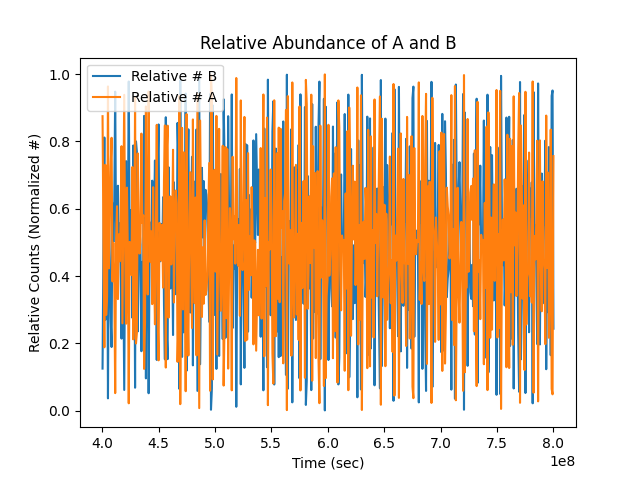 Relative Abundance of A and B
Relative # B
Relative # A
Relative Counts (Normalized #)
1.0
0.8
0.6
0.4
0.2
0.0
4.0 4.5 5.0 5.5 6.0 6.5 7.0 7.5 8.0
1e8
Time (sec)